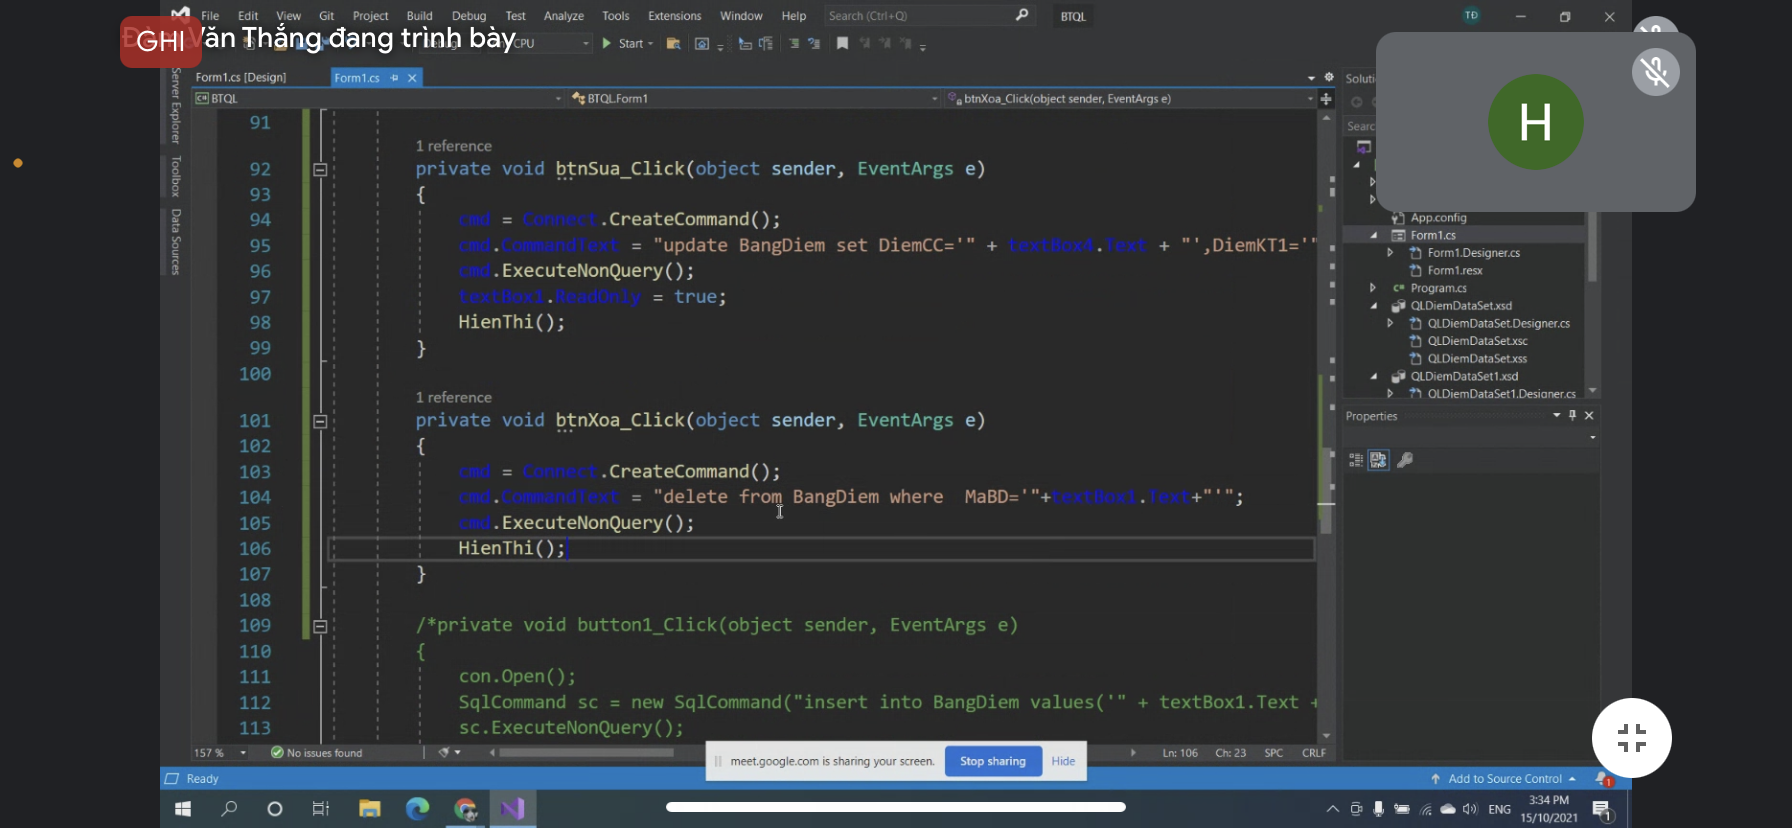 File Edit View Git Project Build Debug Test Analyze Tools Extensions Window Help Search (Ctrl+Q) BTQL TĐ
GHI Văn Thắng đang trình bày
CPU Start
Form1.cs [Design] Form1.cs
BTQL BTQL.Form1 btnXoa_Click(object sender, EventArgs e)
Server Explorer
Toolbox
Data Sources
91
1 reference
92 private void btnSua_Click(object sender, EventArgs e)
93 {
94 cmd = Connect.CreateCommand();
95 cmd.CommandText = "update BangDiem set DiemCC='" + textBox4.Text + "',DiemKT1='"
96 cmd.ExecuteNonQuery();
97 textBox1.ReadOnly = true;
98 HienThi();
99 }
100
1 reference
101 private void btnXoa_Click(object sender, EventArgs e)
102 {
103 cmd = Connect.CreateCommand();
104 cmd.CommandText = "delete from BangDiem where  MaBD='"+textBox1.Text+"'";
105 cmd.ExecuteNonQuery();
106 HienThi();
107 }
108
109 /*private void button1_Click(object sender, EventArgs e)
110 {
111 con.Open();
112 SqlCommand sc = new SqlCommand("insert into BangDiem values('" + textBox1.Text +
113 sc.ExecuteNonQuery();
157 % No issues found Ln: 106 Ch: 23 SPC CRLF
H
App.config
Form1.cs
Form1.Designer.cs
Form1.resx
Program.cs
QLDiemDataSet.xsd
QLDiemDataSet.Designer.cs
QLDiemDataSet.xsc
QLDiemDataSet.xss
QLDiemDataSet1.xsd
QLDiemDataSet1.Designer.cs
Properties
meet.google.com is sharing your screen. Stop sharing Hide
Ready Add to Source Control 1
ENG 3:34 PM
15/10/2021 1